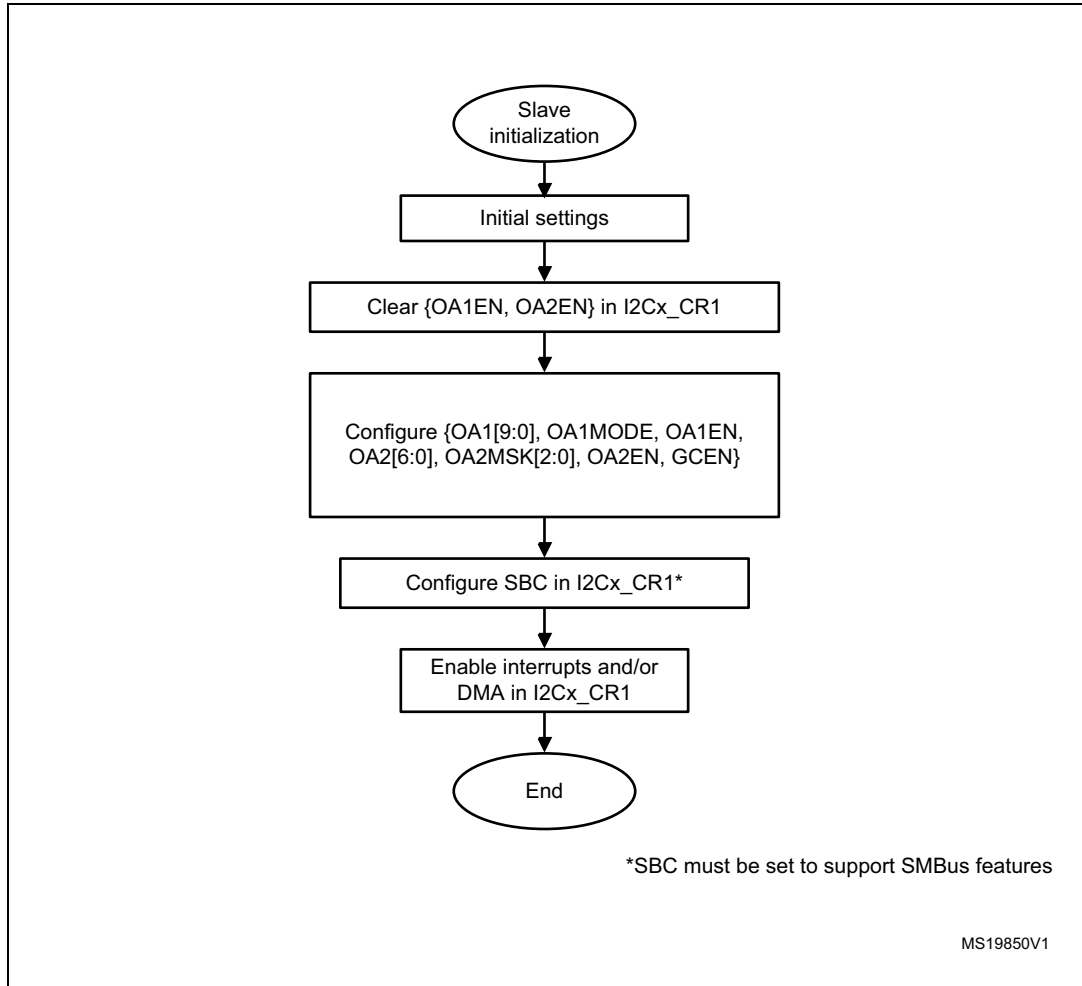 Slave
initialization
Initial settings
Clear {OA1EN, OA2EN} in I2Cx_CR1
Configure {OA1[9:0], OA1MODE, OA1EN,
OA2[6:0], OA2MSK[2:0], OA2EN, GCEN}
Configure SBC in I2Cx_CR1*
Enable interrupts and/or
DMA in I2Cx_CR1
End
*SBC must be set to support SMBus features
MS19850V1